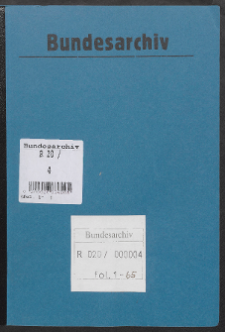 Bundesarchiv
Bundesarchiv
R 20 /
4
Bundesarchiv
R 020 / 000004
Fol. 1-65